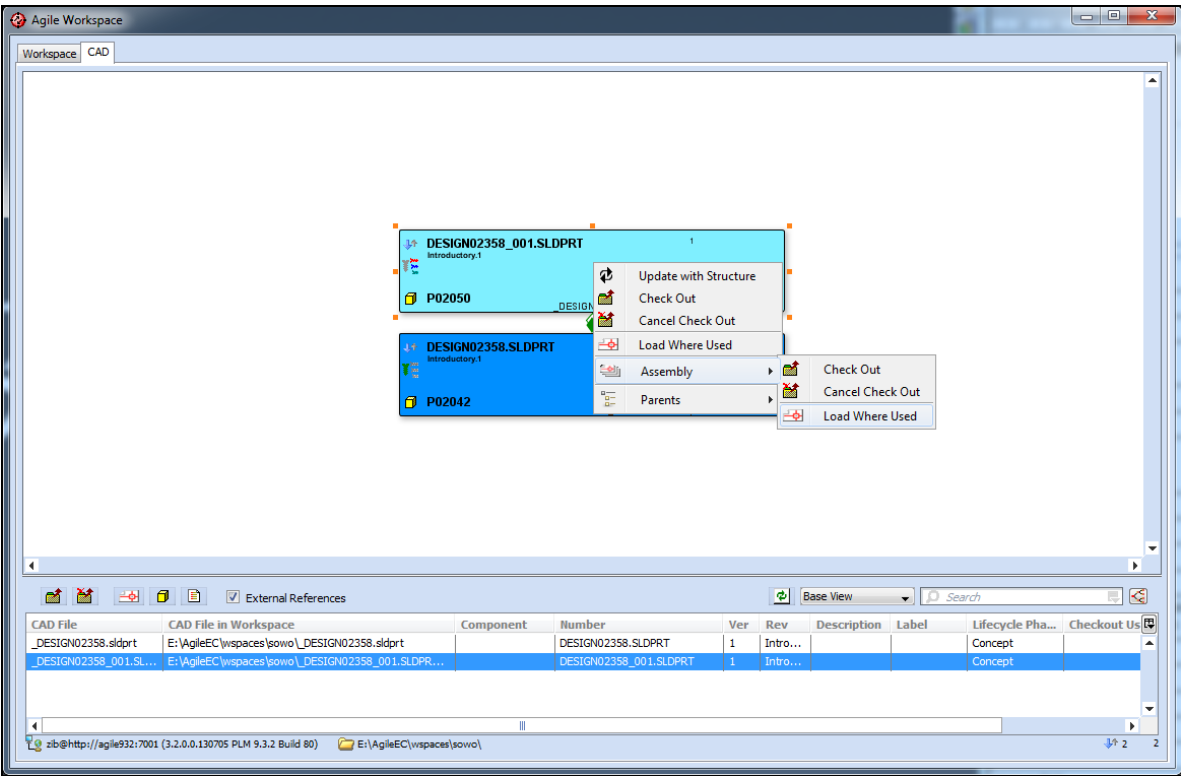 Agile Workspace
Workspace CAD
DESIGN02358_001.SLDPRT 1
Introductory.1
P02050 _DESIGN
DESIGN02358.SLDPRT
Introductory.1
P02042
Update with Structure
Check Out
Cancel Check Out
Load Where Used
Assembly
Parents
Check Out
Cancel Check Out
Load Where Used
External References Base View Search
CAD File CAD File in Workspace Component Number Ver Rev Description Label Lifecycle Pha... Checkout Us
_DESIGN02358.sldprt E:\AgileEC\wspaces\sowo\_DESIGN02358.sldprt DESIGN02358.SLDPRT 1 Intro... Concept
_DESIGN02358_001.SL... E:\AgileEC\wspaces\sowo\_DESIGN02358_001.SLDPR... DESIGN02358_001.SLDPRT 1 Intro... Concept
zib@http://agile932:7001 (3.2.0.0.130705 PLM 9.3.2 Build 80) E:\AgileEC\wspaces\sowo\ 2 2